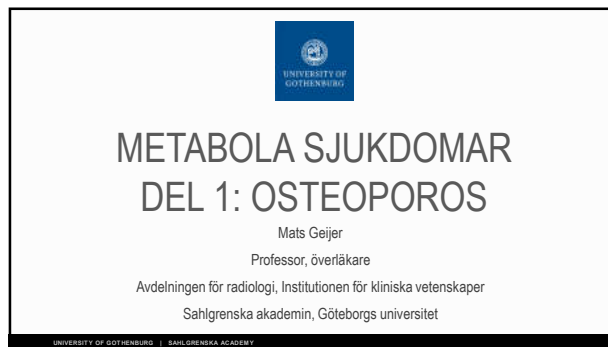 UNIVERSITY OF
GOTHENBURG
METABOLA SJUKDOMAR
DEL 1: OSTEOPOROS
Mats Geijer
Professor, överläkare
Avdelningen för radiologi, Institutionen för kliniska vetenskaper
Sahlgrenska akademin, Göteborgs universitet
UNIVERSITY OF GOTHENBURG | SAHLGRENSKA ACADEMY